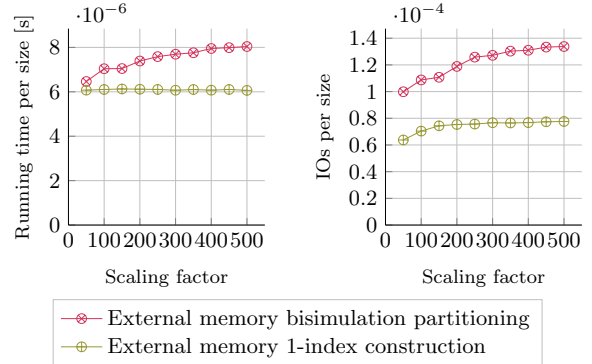 ·10⁻⁶
Running time per size [s]
8
6
4
2
0
0 100 200 300 400 500
Scaling factor
·10⁻⁴
IOs per size
1.4
1.2
1
0.8
0.6
0.4
0.2
0
0 100 200 300 400 500
Scaling factor
External memory bisimulation partitioning
External memory 1-index construction